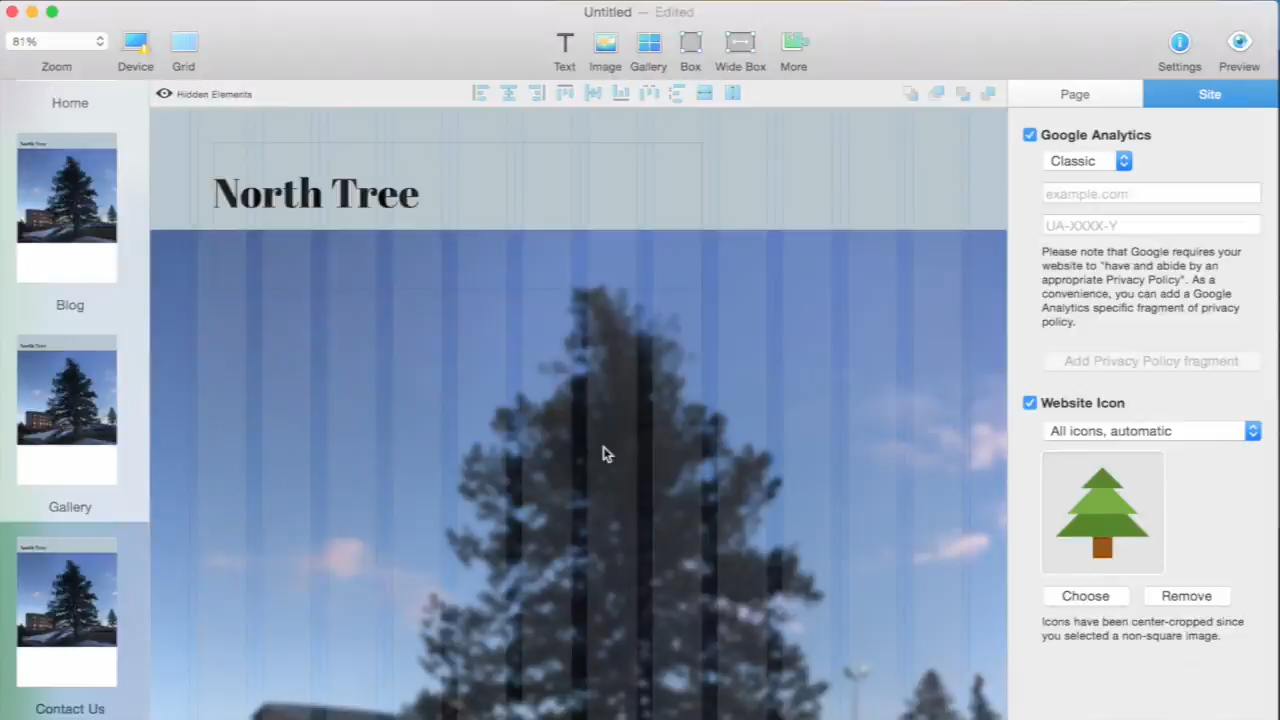 Untitled — Edited
81%
Zoom
Device
Grid
Text
Image
Gallery
Box
Wide Box
More
Settings
Preview
Home
Blog
Gallery
Contact Us
Hidden Elements
North Tree
Page
Site
Google Analytics
Classic
example.com
UA-XXXX-Y
Please note that Google requires your
website to "have and abide by an
appropriate Privacy Policy". As a
convenience, you can add a Google
Analytics specific fragment of privacy
policy.
Add Privacy Policy fragment
Website Icon
All icons, automatic
Choose
Remove
Icons have been center-cropped since
you selected a non-square image.